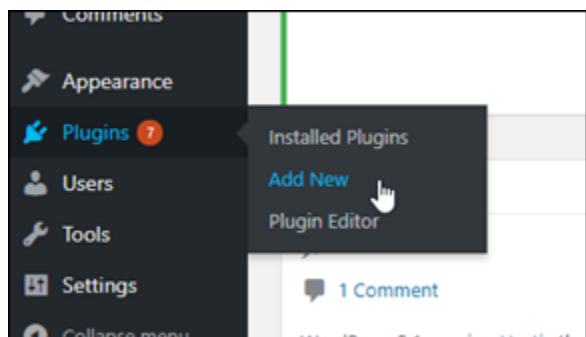 Comments
Appearance
Plugins 7
Installed Plugins
Add New
Users
Plugin Editor
Tools
Settings
1 Comment
Collapse menu